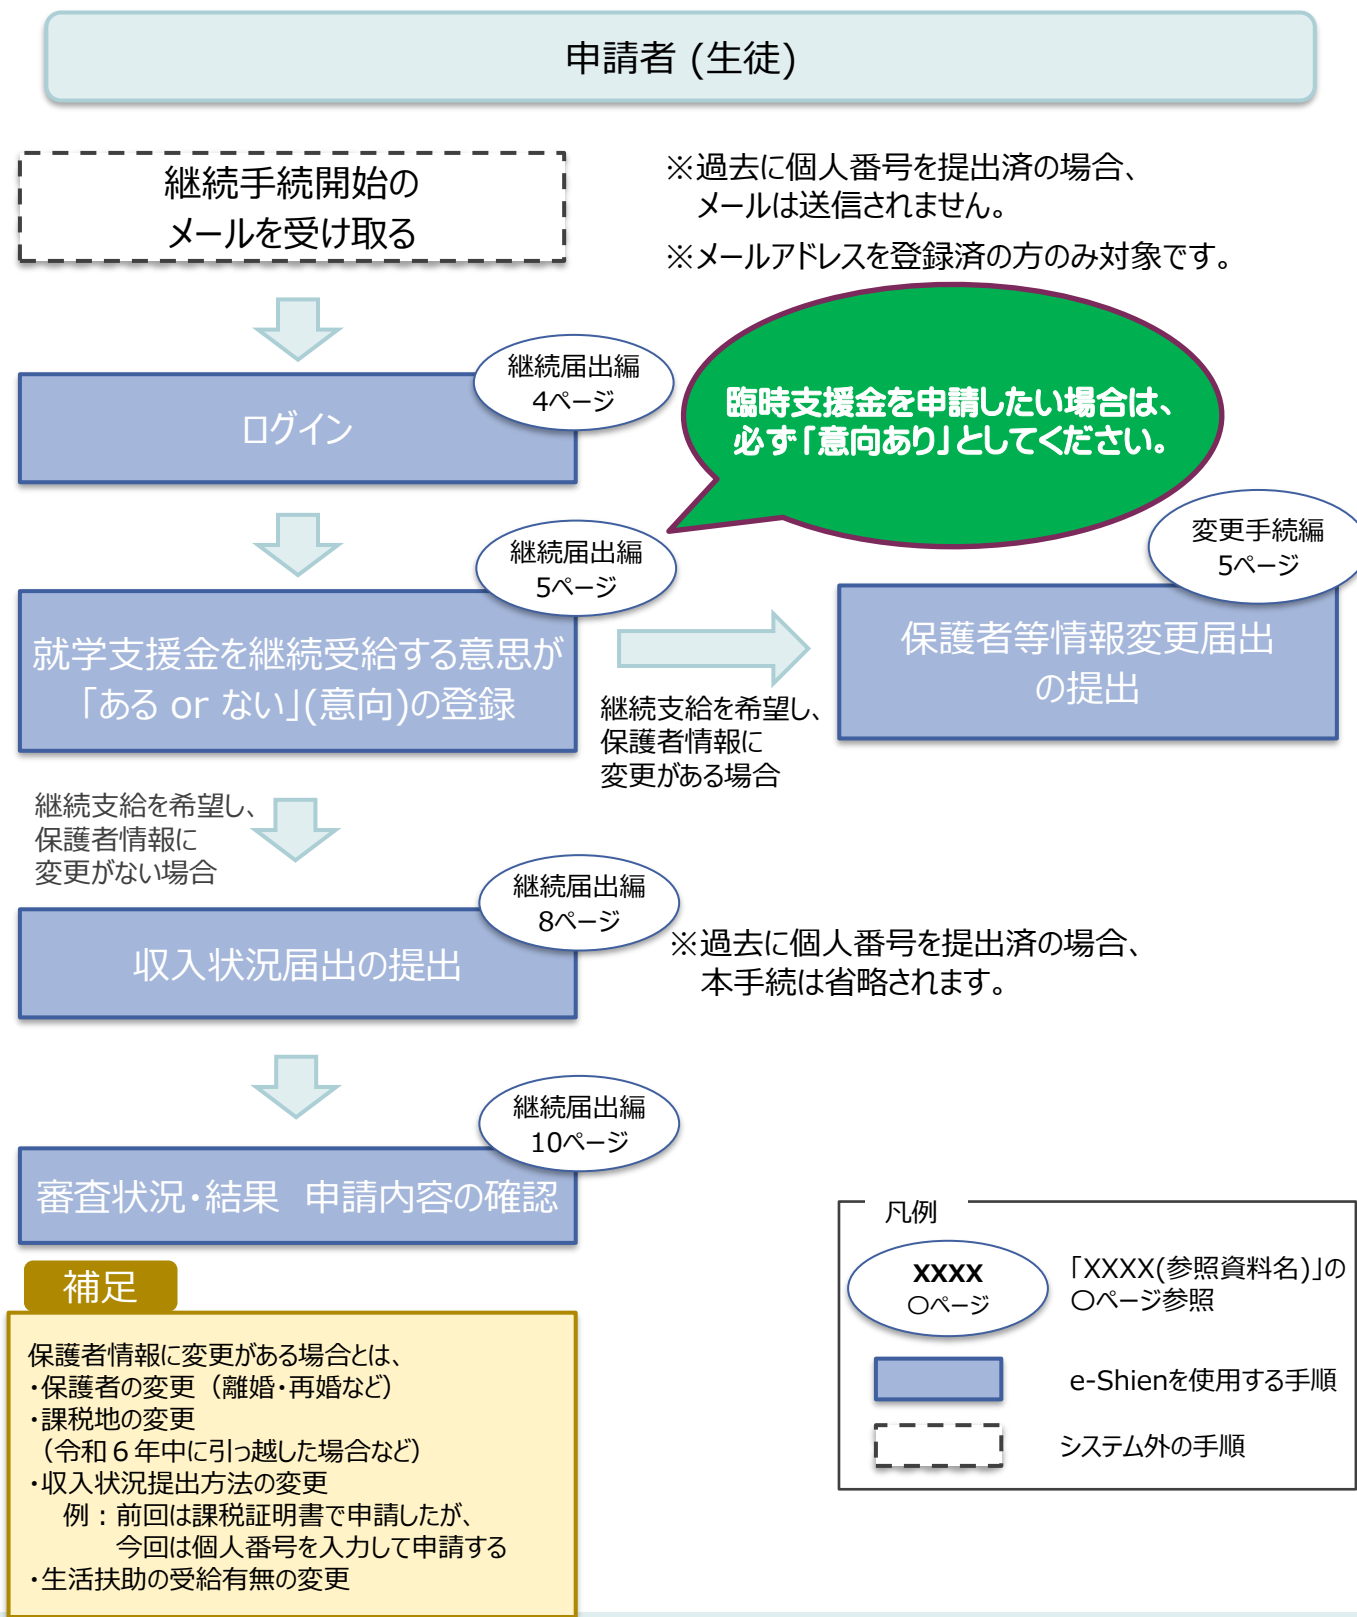 申請者 (生徒)
継続手続開始の
メールを受け取る
※過去に個人番号を提出済の場合、
メールは送信されません。
※メールアドレスを登録済の方のみ対象です。
継続届出編
4ページ
ログイン
臨時支援金を申請したい場合は、
必ず「意向あり」としてください。
継続届出編
5ページ
就学支援金を継続受給する意思が
「ある or ない」(意向)の登録
変更手続編
5ページ
保護者等情報変更届出
の提出
継続支給を希望し、
保護者情報に
変更がある場合
継続支給を希望し、
保護者情報に
変更がない場合
継続届出編
8ページ
収入状況届出の提出
※過去に個人番号を提出済の場合、
本手続は省略されます。
継続届出編
10ページ
審査状況・結果　申請内容の確認
補足
保護者情報に変更がある場合とは、
・保護者の変更（離婚・再婚など）
・課税地の変更
（令和６年中に引っ越した場合など）
・収入状況提出方法の変更
例：前回は課税証明書で申請したが、
今回は個人番号を入力して申請する
・生活扶助の受給有無の変更
凡例
XXXX
〇ページ
「XXXX(参照資料名)」の
〇ページ参照
e-Shienを使用する手順
システム外の手順